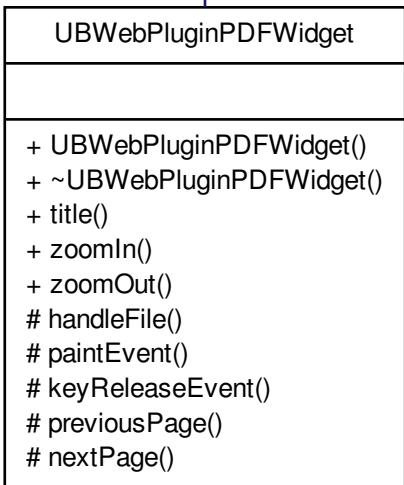 UBWebPluginPDFWidget
+ UBWebPluginPDFWidget()
+ ~UBWebPluginPDFWidget()
+ title()
+ zoomIn()
+ zoomOut()
# handleFile()
# paintEvent()
# keyReleaseEvent()
# previousPage()
# nextPage()